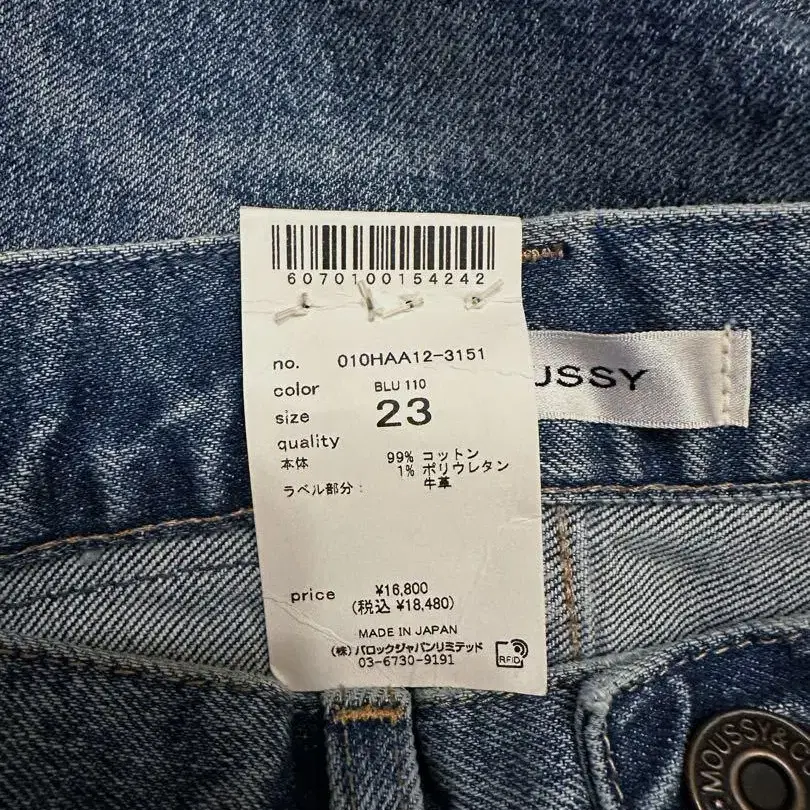 6070100154242
no. 010HAA12-3151
color BLU 110
size 23
quality
本体 99% コットン
1% ポリウレタン
ラベル部分: 牛革
price ¥16,800
(税込 ¥18,480)
MADE IN JAPAN
(株) バロックジャパンリミテッド
03-6730-9191
RFID
USSY
MOUSSY&C